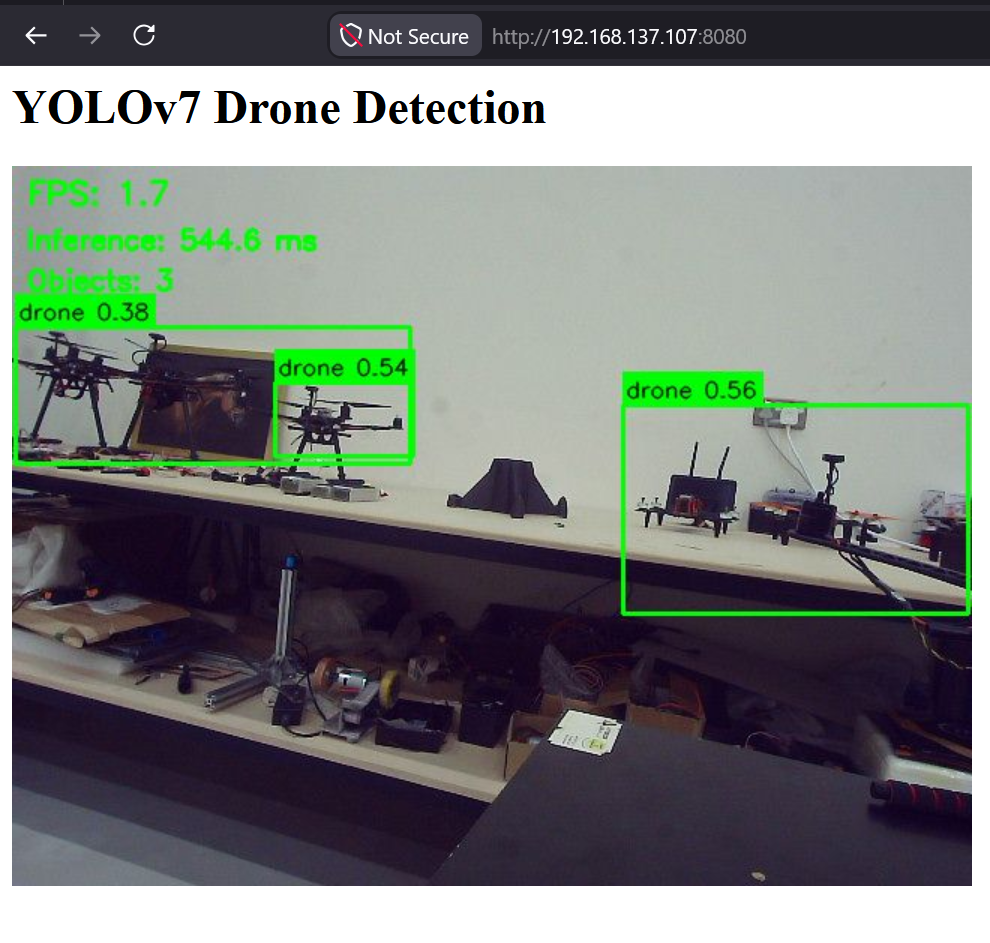 Not Secure http://192.168.137.107:8080
YOLOv7 Drone Detection
FPS: 1.7
Inference: 544.6 ms
Objects: 3
drone 0.38
drone 0.54
drone 0.56